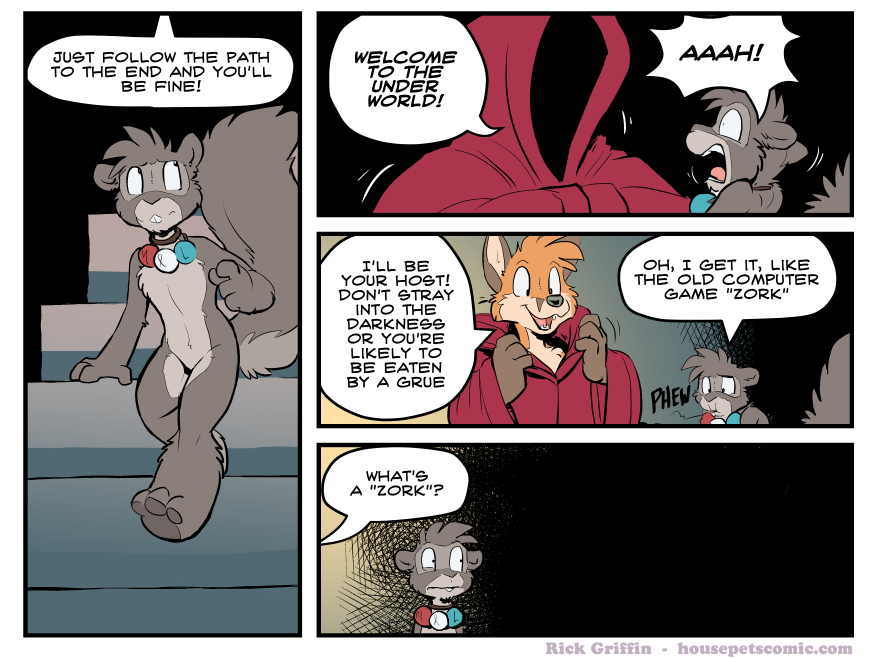 JUST FOLLOW THE PATH
TO THE END AND YOU'LL
BE FINE!
WELCOME
TO THE
UNDER
WORLD!
AAAH!
I'LL BE
YOUR HOST!
DON'T STRAY
INTO THE
DARKNESS
OR YOU'RE
LIKELY TO
BE EATEN
BY A GRUE
OH, I GET IT, LIKE
THE OLD COMPUTER
GAME "ZORK"
PHEW
WHAT'S
A "ZORK"?
Rick Griffin - housepetscomic.com